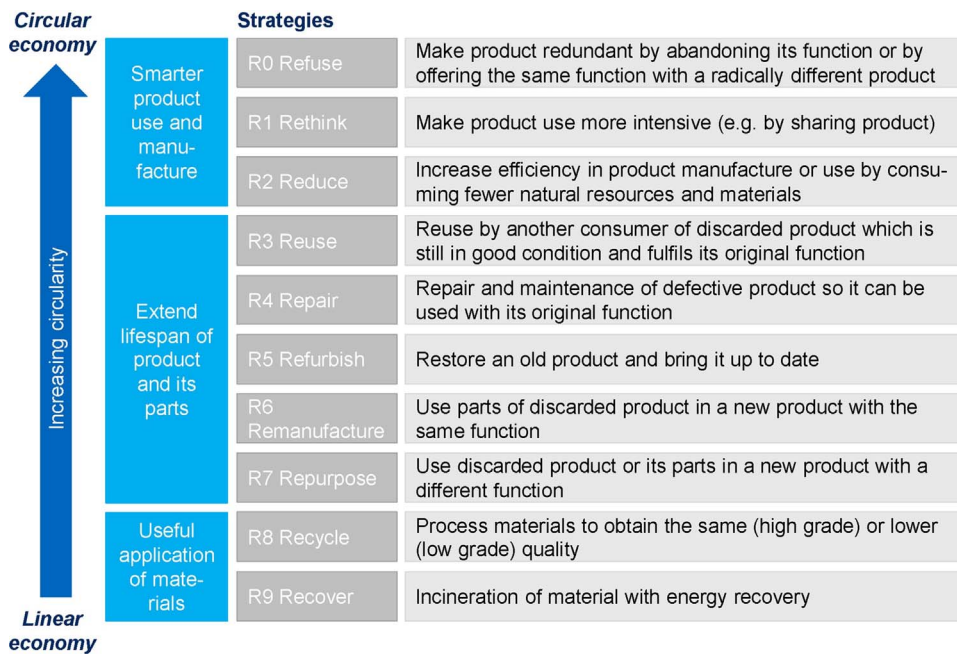 Circular
economy
Strategies
Increasing circularity
Smarter
product
use and
manu-
facture
R0 Refuse
Make product redundant by abandoning its function or by
offering the same function with a radically different product
R1 Rethink
Make product use more intensive (e.g. by sharing product)
R2 Reduce
Increase efficiency in product manufacture or use by consu-
ming fewer natural resources and materials
Extend
lifespan of
product
and its
parts
R3 Reuse
Reuse by another consumer of discarded product which is
still in good condition and fulfils its original function
R4 Repair
Repair and maintenance of defective product so it can be
used with its original function
R5 Refurbish
Restore an old product and bring it up to date
R6
Remanufacture
Use parts of discarded product in a new product with the
same function
R7 Repurpose
Use discarded product or its parts in a new product with a
different function
Useful
application
of mate-
rials
R8 Recycle
Process materials to obtain the same (high grade) or lower
(low grade) quality
R9 Recover
Incineration of material with energy recovery
Linear
economy